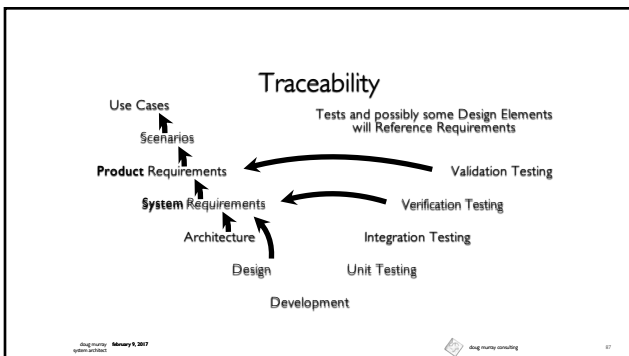 Traceability
Use Cases
Tests and possibly some Design Elements
will Reference Requirements
Scenarios
Product Requirements
Validation Testing
System Requirements
Verification Testing
Architecture
Integration Testing
Design
Unit Testing
Development
doug murray february 9, 2017
system architect
doug murray consulting
87